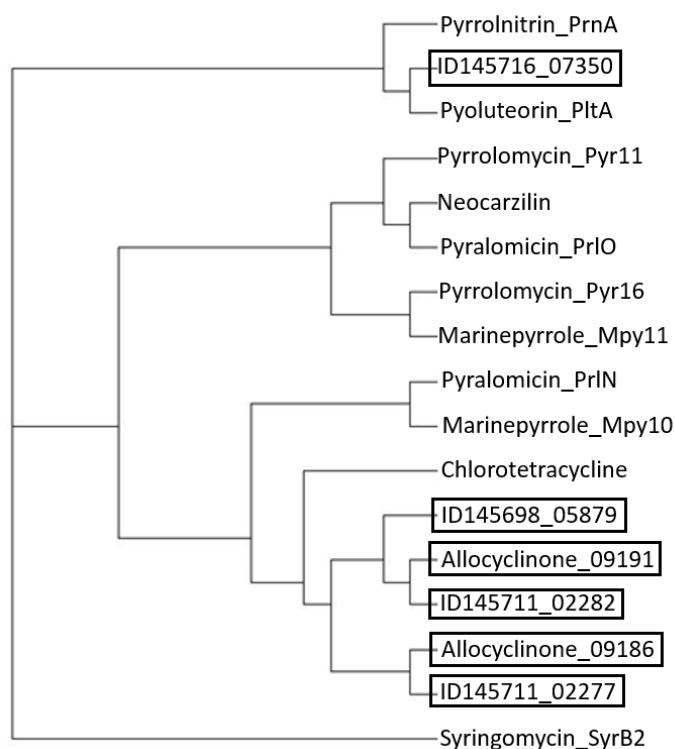 Pyrrolnitrin_PrnA
ID145716_07350
Pyoluteorin_PltA
Pyrrolomycin_Pyr11
Neocarzilin
Pyralomicin_PrlO
Pyrrolomycin_Pyr16
Marinepyrrole_Mpy11
Pyralomicin_PrlN
Marinepyrrole_Mpy10
Chlorotetracycline
ID145698_05879
Allocyclinone_09191
ID145711_02282
Allocyclinone_09186
ID145711_02277
Syringomycin_SyrB2